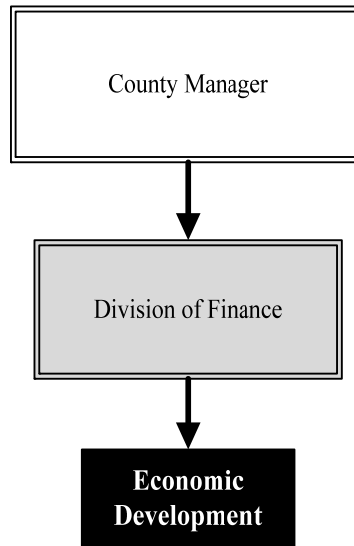 County Manager
Division of Finance
Economic
Development